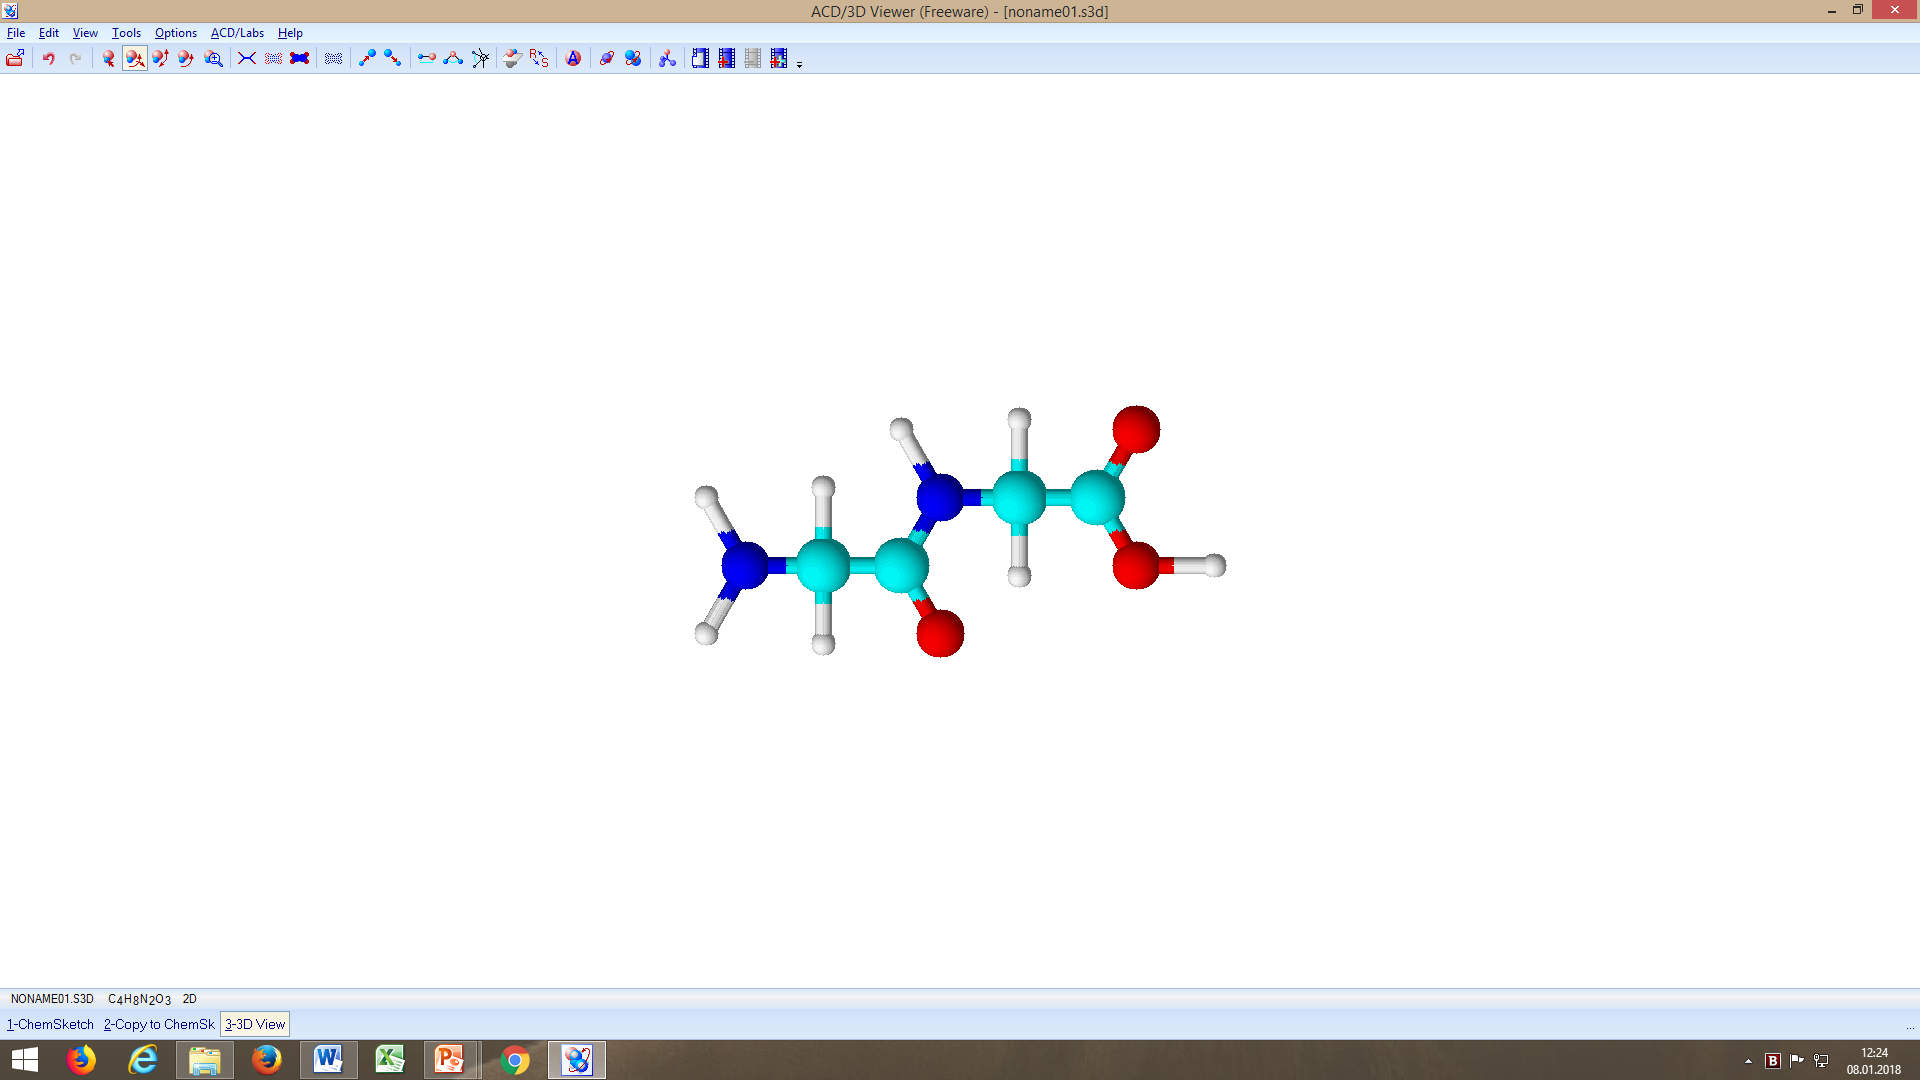 ACD/3D Viewer (Freeware) - [noname01.s3d]
File Edit View Tools Options ACD/Labs Help
NONAME01.S3D C4H8N2O3 2D
1-ChemSketch 2-Copy to ChemSk 3-3D View ...
12:24
08.01.2018